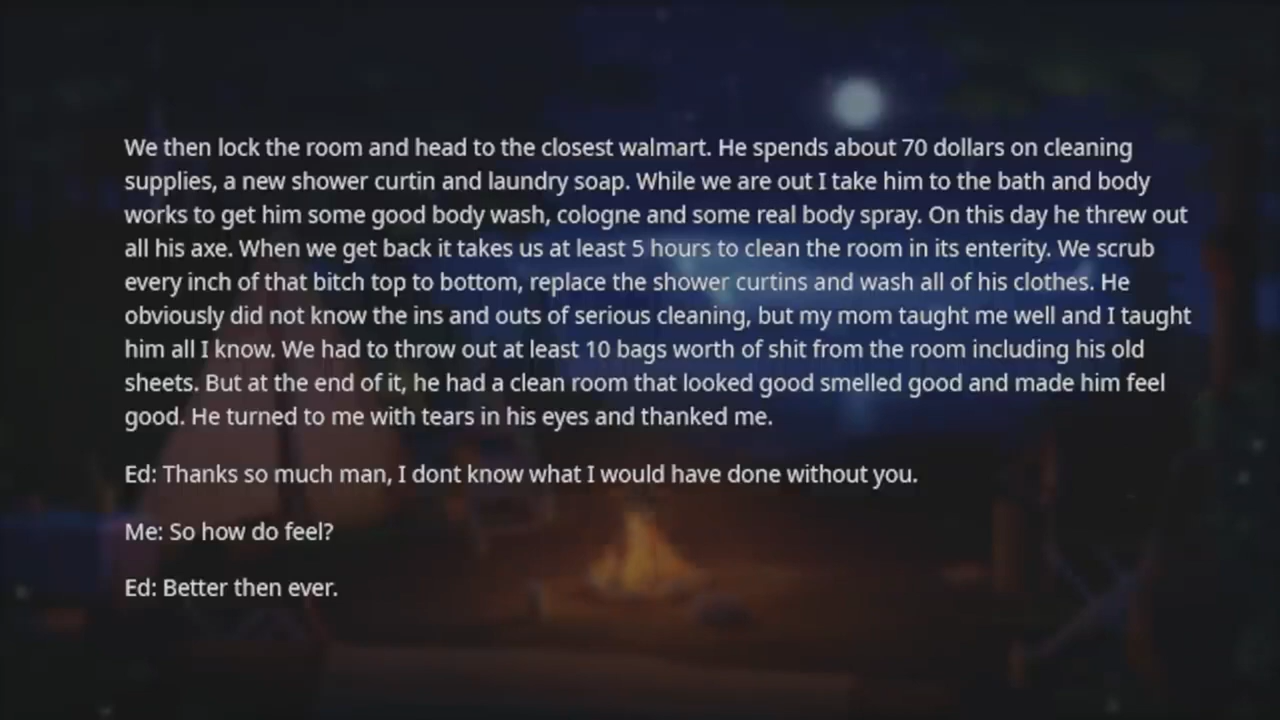 We then lock the room and head to the closest walmart. He spends about 70 dollars on cleaning
supplies, a new shower curtin and laundry soap. While we are out I take him to the bath and body
works to get him some good body wash, cologne and some real body spray. On this day he threw out
all his axe. When we get back it takes us at least 5 hours to clean the room in its enterity. We scrub
every inch of that bitch top to bottom, replace the shower curtins and wash all of his clothes. He
obviously did not know the ins and outs of serious cleaning, but my mom taught me well and I taught
him all I know. We had to throw out at least 10 bags worth of shit from the room including his old
sheets. But at the end of it, he had a clean room that looked good smelled good and made him feel
good. He turned to me with tears in his eyes and thanked me.
Ed: Thanks so much man, I dont know what I would have done without you.
Me: So how do feel?
Ed: Better then ever.